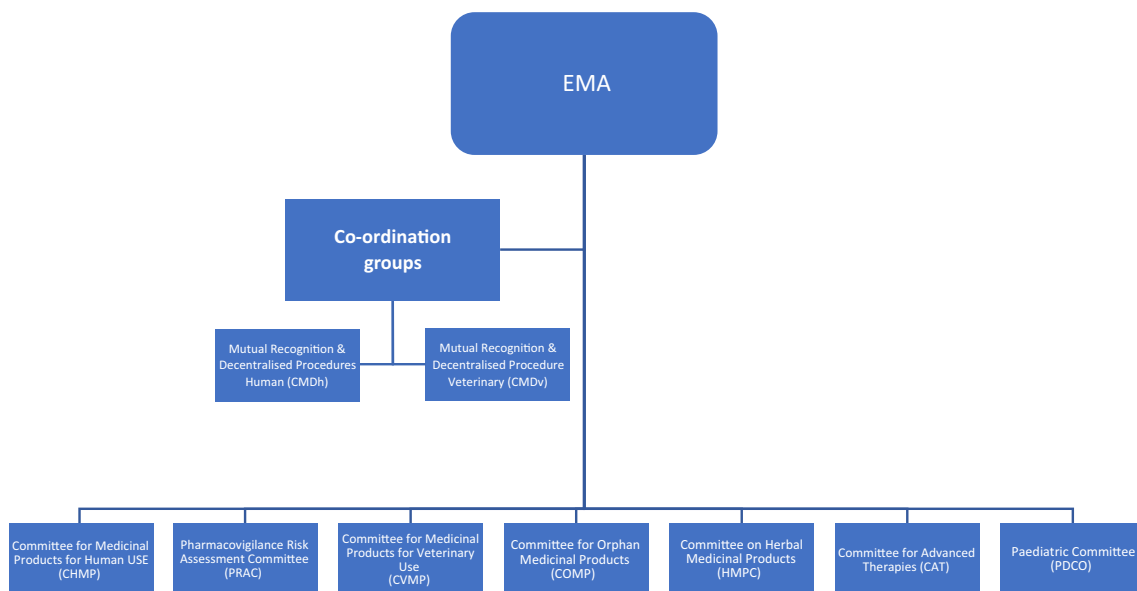 EMA
Co-ordination
groups
Mutual Recognition &
Decentralised Procedures
Human (CMDh)
Mutual Recognition &
Decentralised Procedure
Veterinary (CMDv)
Committee for Medicinal
Products for Human USE
(CHMP)
Pharmacovigilance Risk
Assessment Committee
(PRAC)
Committee for Medicinal
Products for Veterinary
Use
(CVMP)
Committee for Orphan
Medicinal Products
(COMP)
Committee on Herbal
Medicinal Products
(HMPC)
Committee for Advanced
Therapies (CAT)
Paediatric Committee
(PDCO)